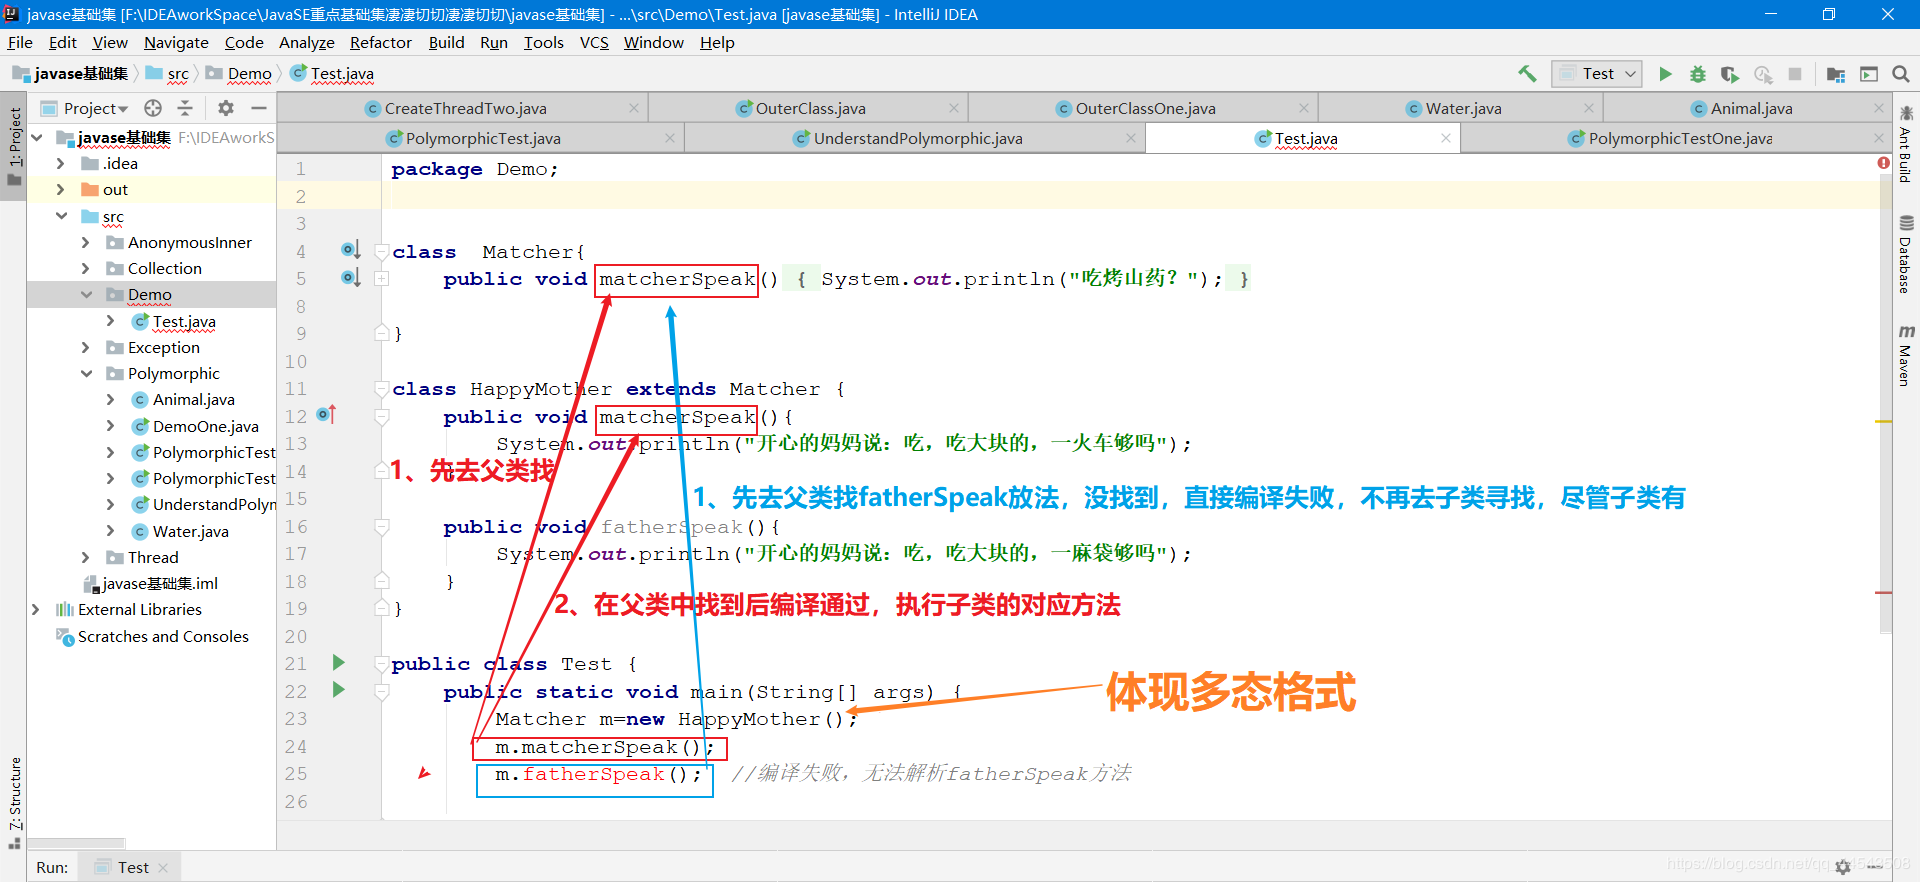 javase基础集 [F:\IDEAworkSpace\JavaSE重点基础集凄凄切切凄凄切切\javase基础集] - ...\src\Demo\Test.java [javase基础集] - IntelliJ IDEA
File Edit View Navigate Code Analyze Refactor Build Run Tools VCS Window Help
javase基础集 src Demo Test.java
Test
Project
CreateThreadTwo.java OuterClass.java OuterClassOne.java Water.java Animal.java
PolymorphicTest.java UnderstandPolymorphic.java Test.java PolymorphicTestOne.java
1: Project
Z: Structure
javase基础集 F:\IDEAworkS
.idea
out
src
AnonymousInner
Collection
Demo
Test.java
Exception
Polymorphic
Animal.java
DemoOne.java
PolymorphicTest
PolymorphicTest
UnderstandPolyn
Water.java
Thread
javase基础集.iml
External Libraries
Scratches and Consoles
1 package Demo;
2
3
4 class Matcher{
5 public void matcherSpeak() { System.out.println("吃烤山药？"); }
8
9 }
10
11 class HappyMother extends Matcher {
12 public void matcherSpeak(){
13 System.out.println("开心的妈妈说：吃，吃大块的，一火车够吗");
14
1、先去父类找
15
1、先去父类找fatherSpeak放法，没找到，直接编译失败，不再去子类寻找，尽管子类有
16 public void fatherSpeak(){
17 System.out.println("开心的妈妈说：吃，吃大块的，一麻袋够吗");
18 }
19 }
2、在父类中找到后编译通过，执行子类的对应方法
20
21 public class Test {
22 public static void main(String[] args) {
体现多态格式
23 Matcher m=new HappyMother();
24 m.matcherSpeak();
25 m.fatherSpeak(); //编译失败，无法解析fatherSpeak方法
26
Ant Build
Database
Maven
Run: Test